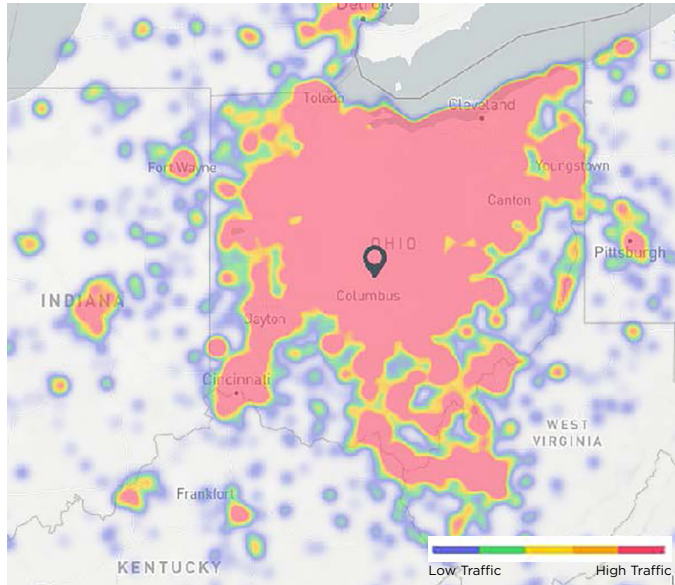 Detroit
Toledo
Cleveland
Fort Wayne
Youngstown
Canton
OHIO
Pittsburgh
INDIANA
Columbus
Dayton
Cincinnati
WEST
VIRGINIA
Frankfort
KENTUCKY
Low Traffic
High Traffic